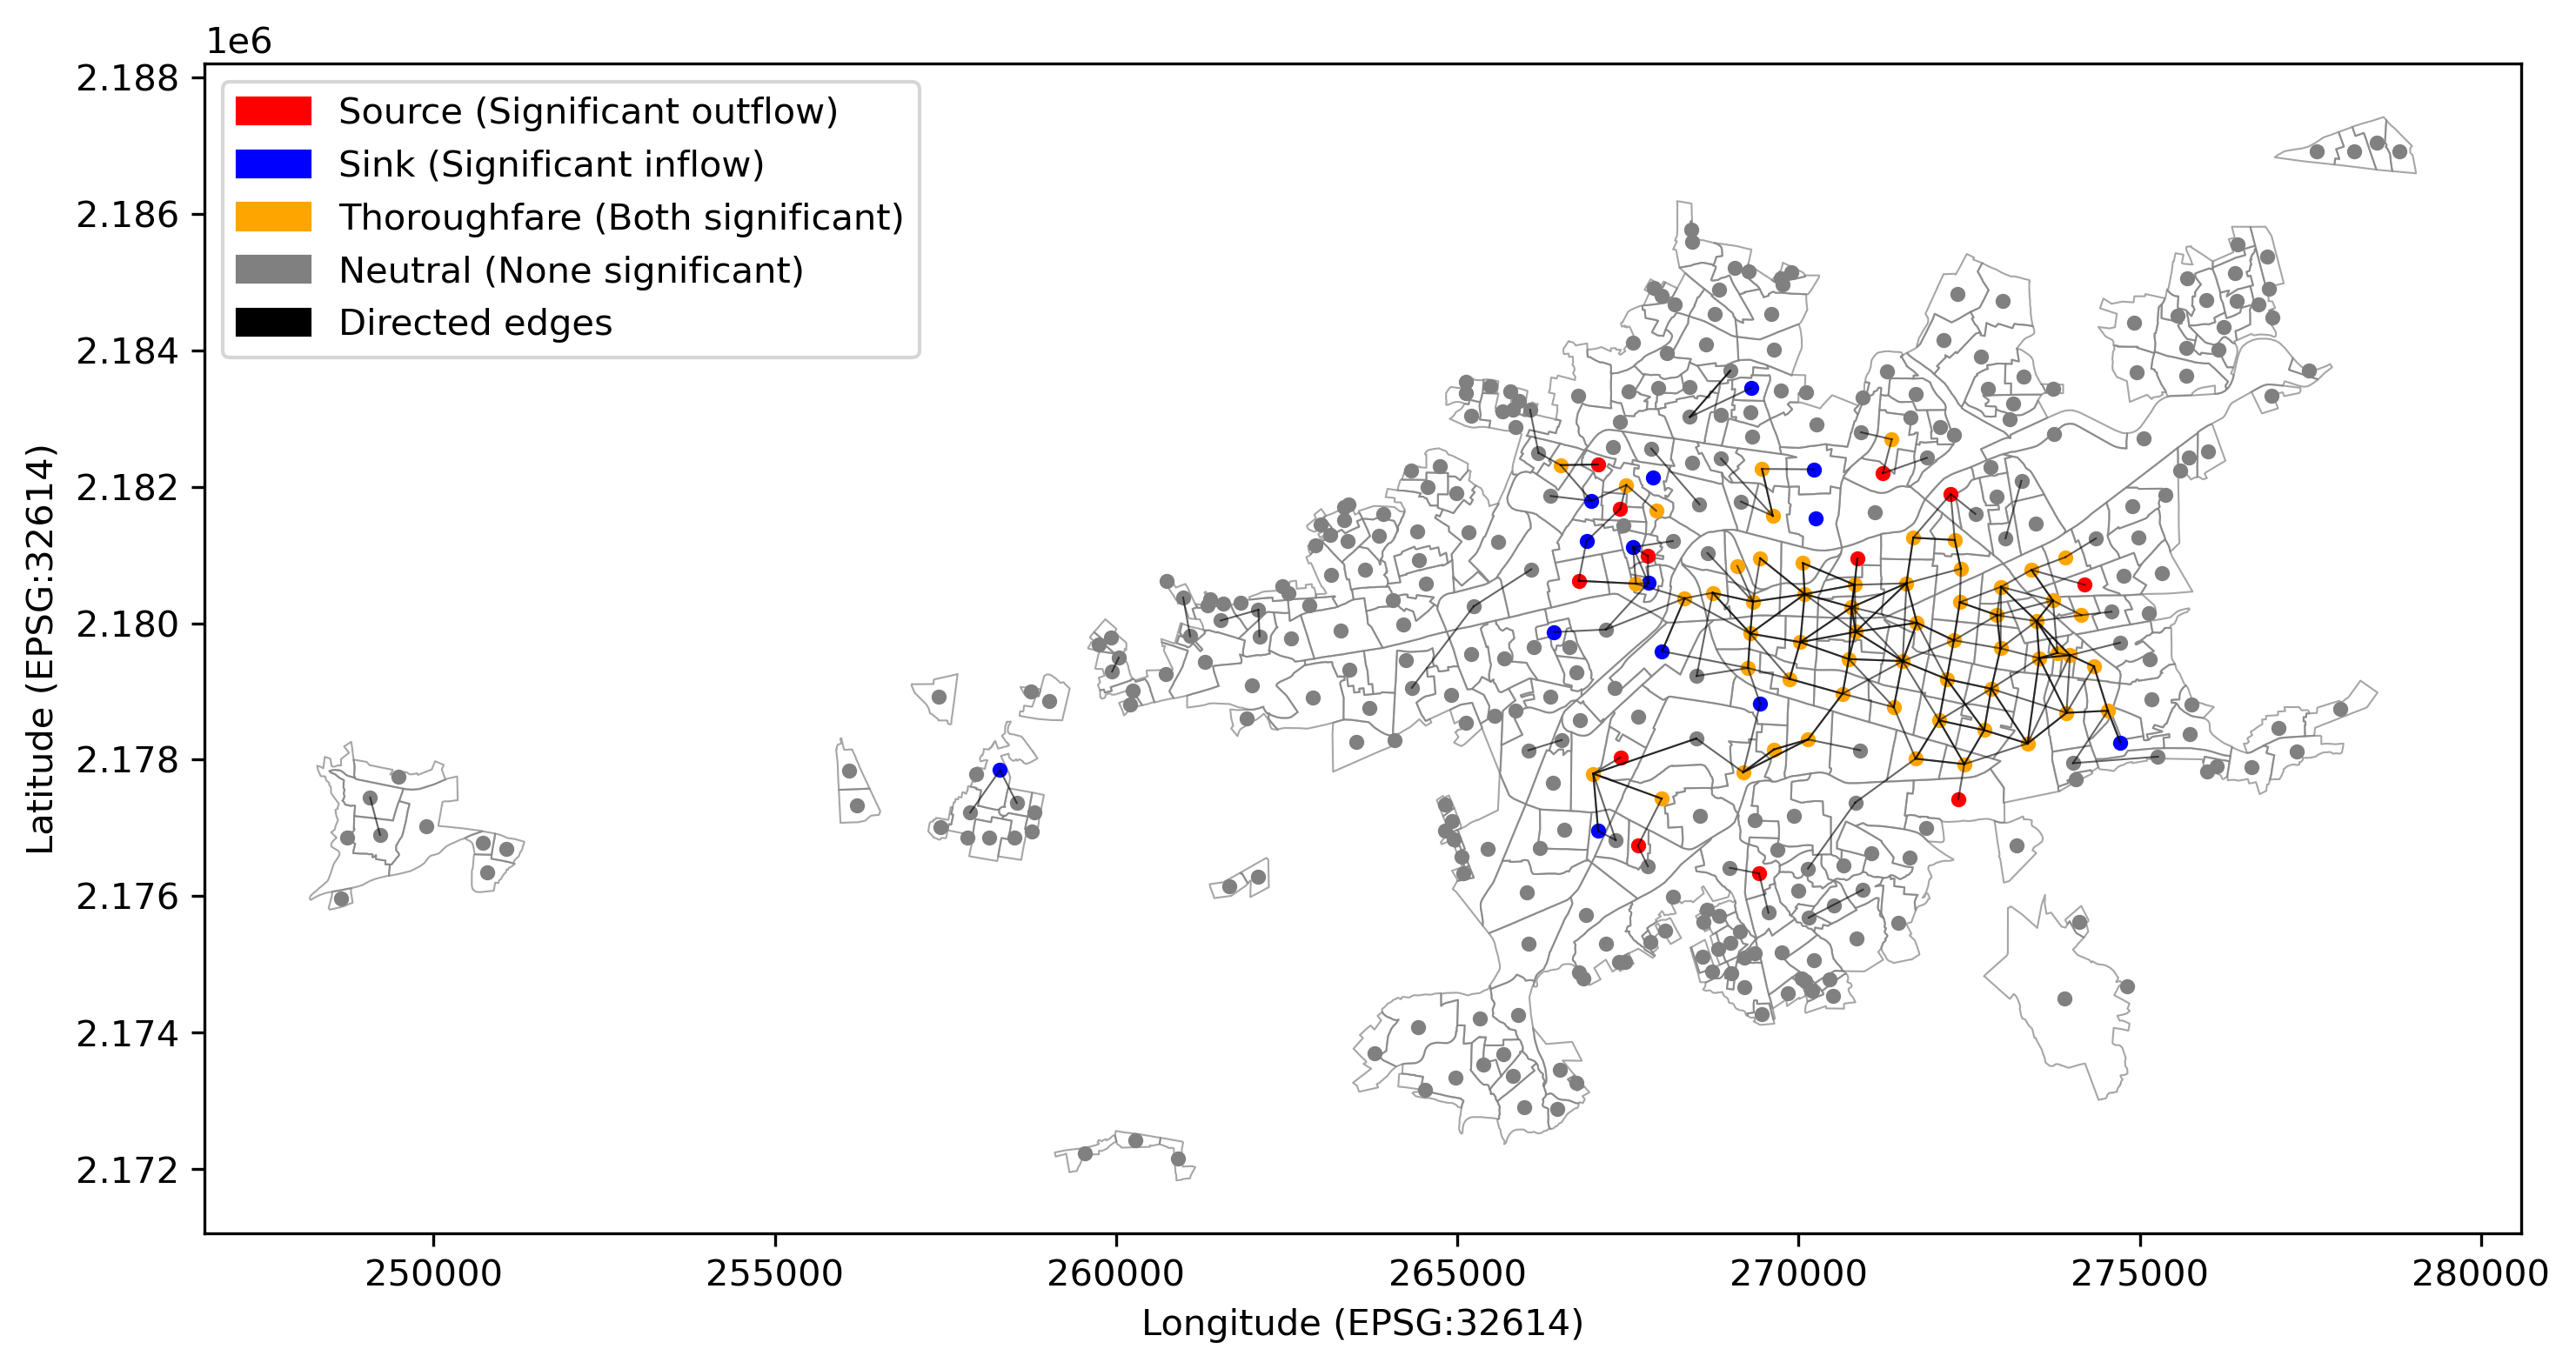 1e6
2.188
2.186
2.184
2.182
2.180
2.178
2.176
2.174
2.172
Latitude (EPSG:32614)
Source (Significant outflow)
Sink (Significant inflow)
Thoroughfare (Both significant)
Neutral (None significant)
Directed edges
250000 255000 260000 265000 270000 275000 280000
Longitude (EPSG:32614)